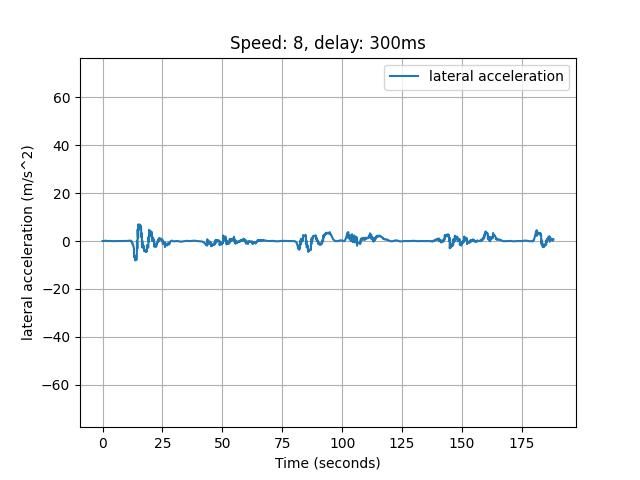 Speed: 8, delay: 300ms
lateral acceleration
60
40
20
0
−20
−40
−60
lateral acceleration (m/s^2)
0 25 50 75 100 125 150 175
Time (seconds)